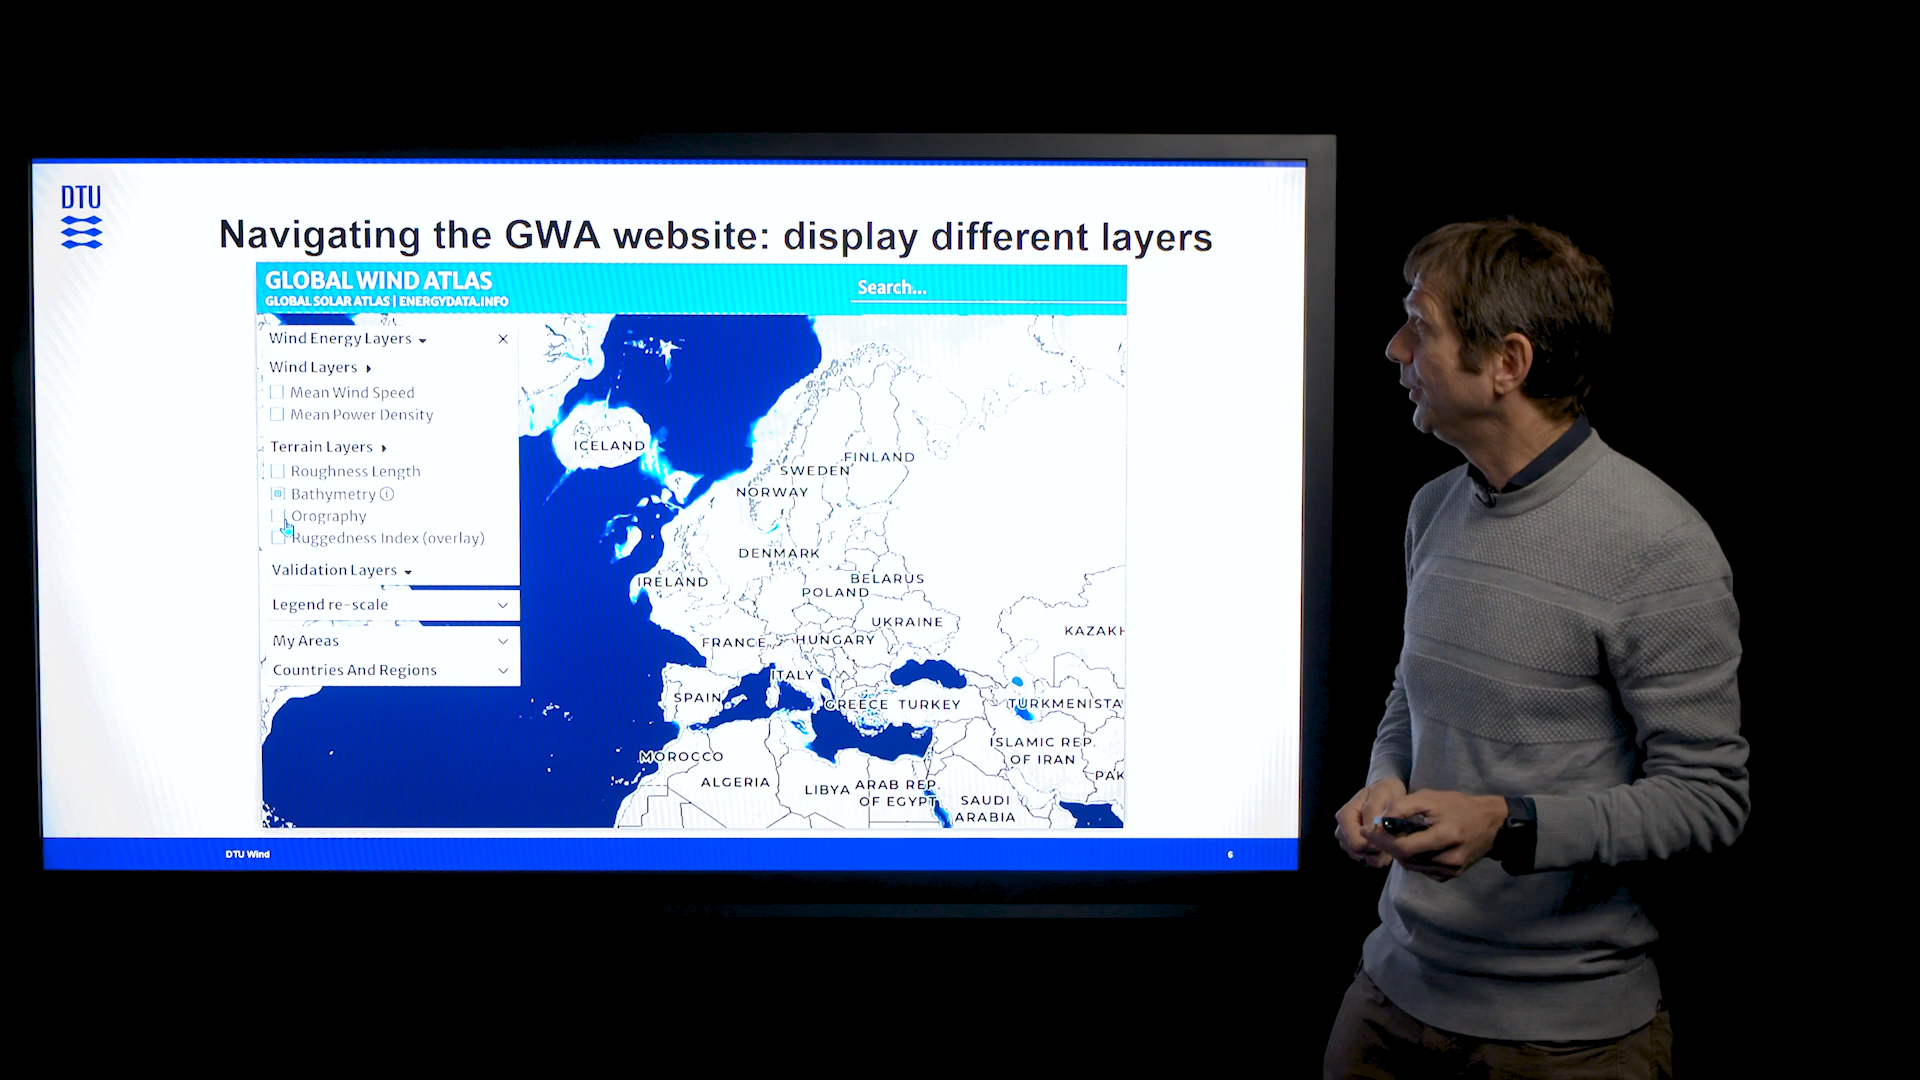 DTU
Navigating the GWA website: display different layers
GLOBAL WIND ATLAS
GLOBAL SOLAR ATLAS | ENERGYDATA.INFO
Search...
Wind Energy Layers
Wind Layers
Mean Wind Speed
Mean Power Density
Terrain Layers
Roughness Length
Bathymetry
Orography
Ruggedness Index (overlay)
Validation Layers
Legend re-scale
My Areas
Countries And Regions
ICELAND
FINLAND
SWEDEN
NORWAY
DENMARK
IRELAND
BELARUS
POLAND
UKRAINE
KAZAKH
FRANCE
HUNGARY
ITALY
SPAIN
GREECE
TURKEY
TURKMENISTA
MOROCCO
ISLAMIC REP.
OF IRAN
ALGERIA
LIBYA
ARAB REP.
OF EGYPT
SAUDI
ARABIA
PAK
DTU Wind
6